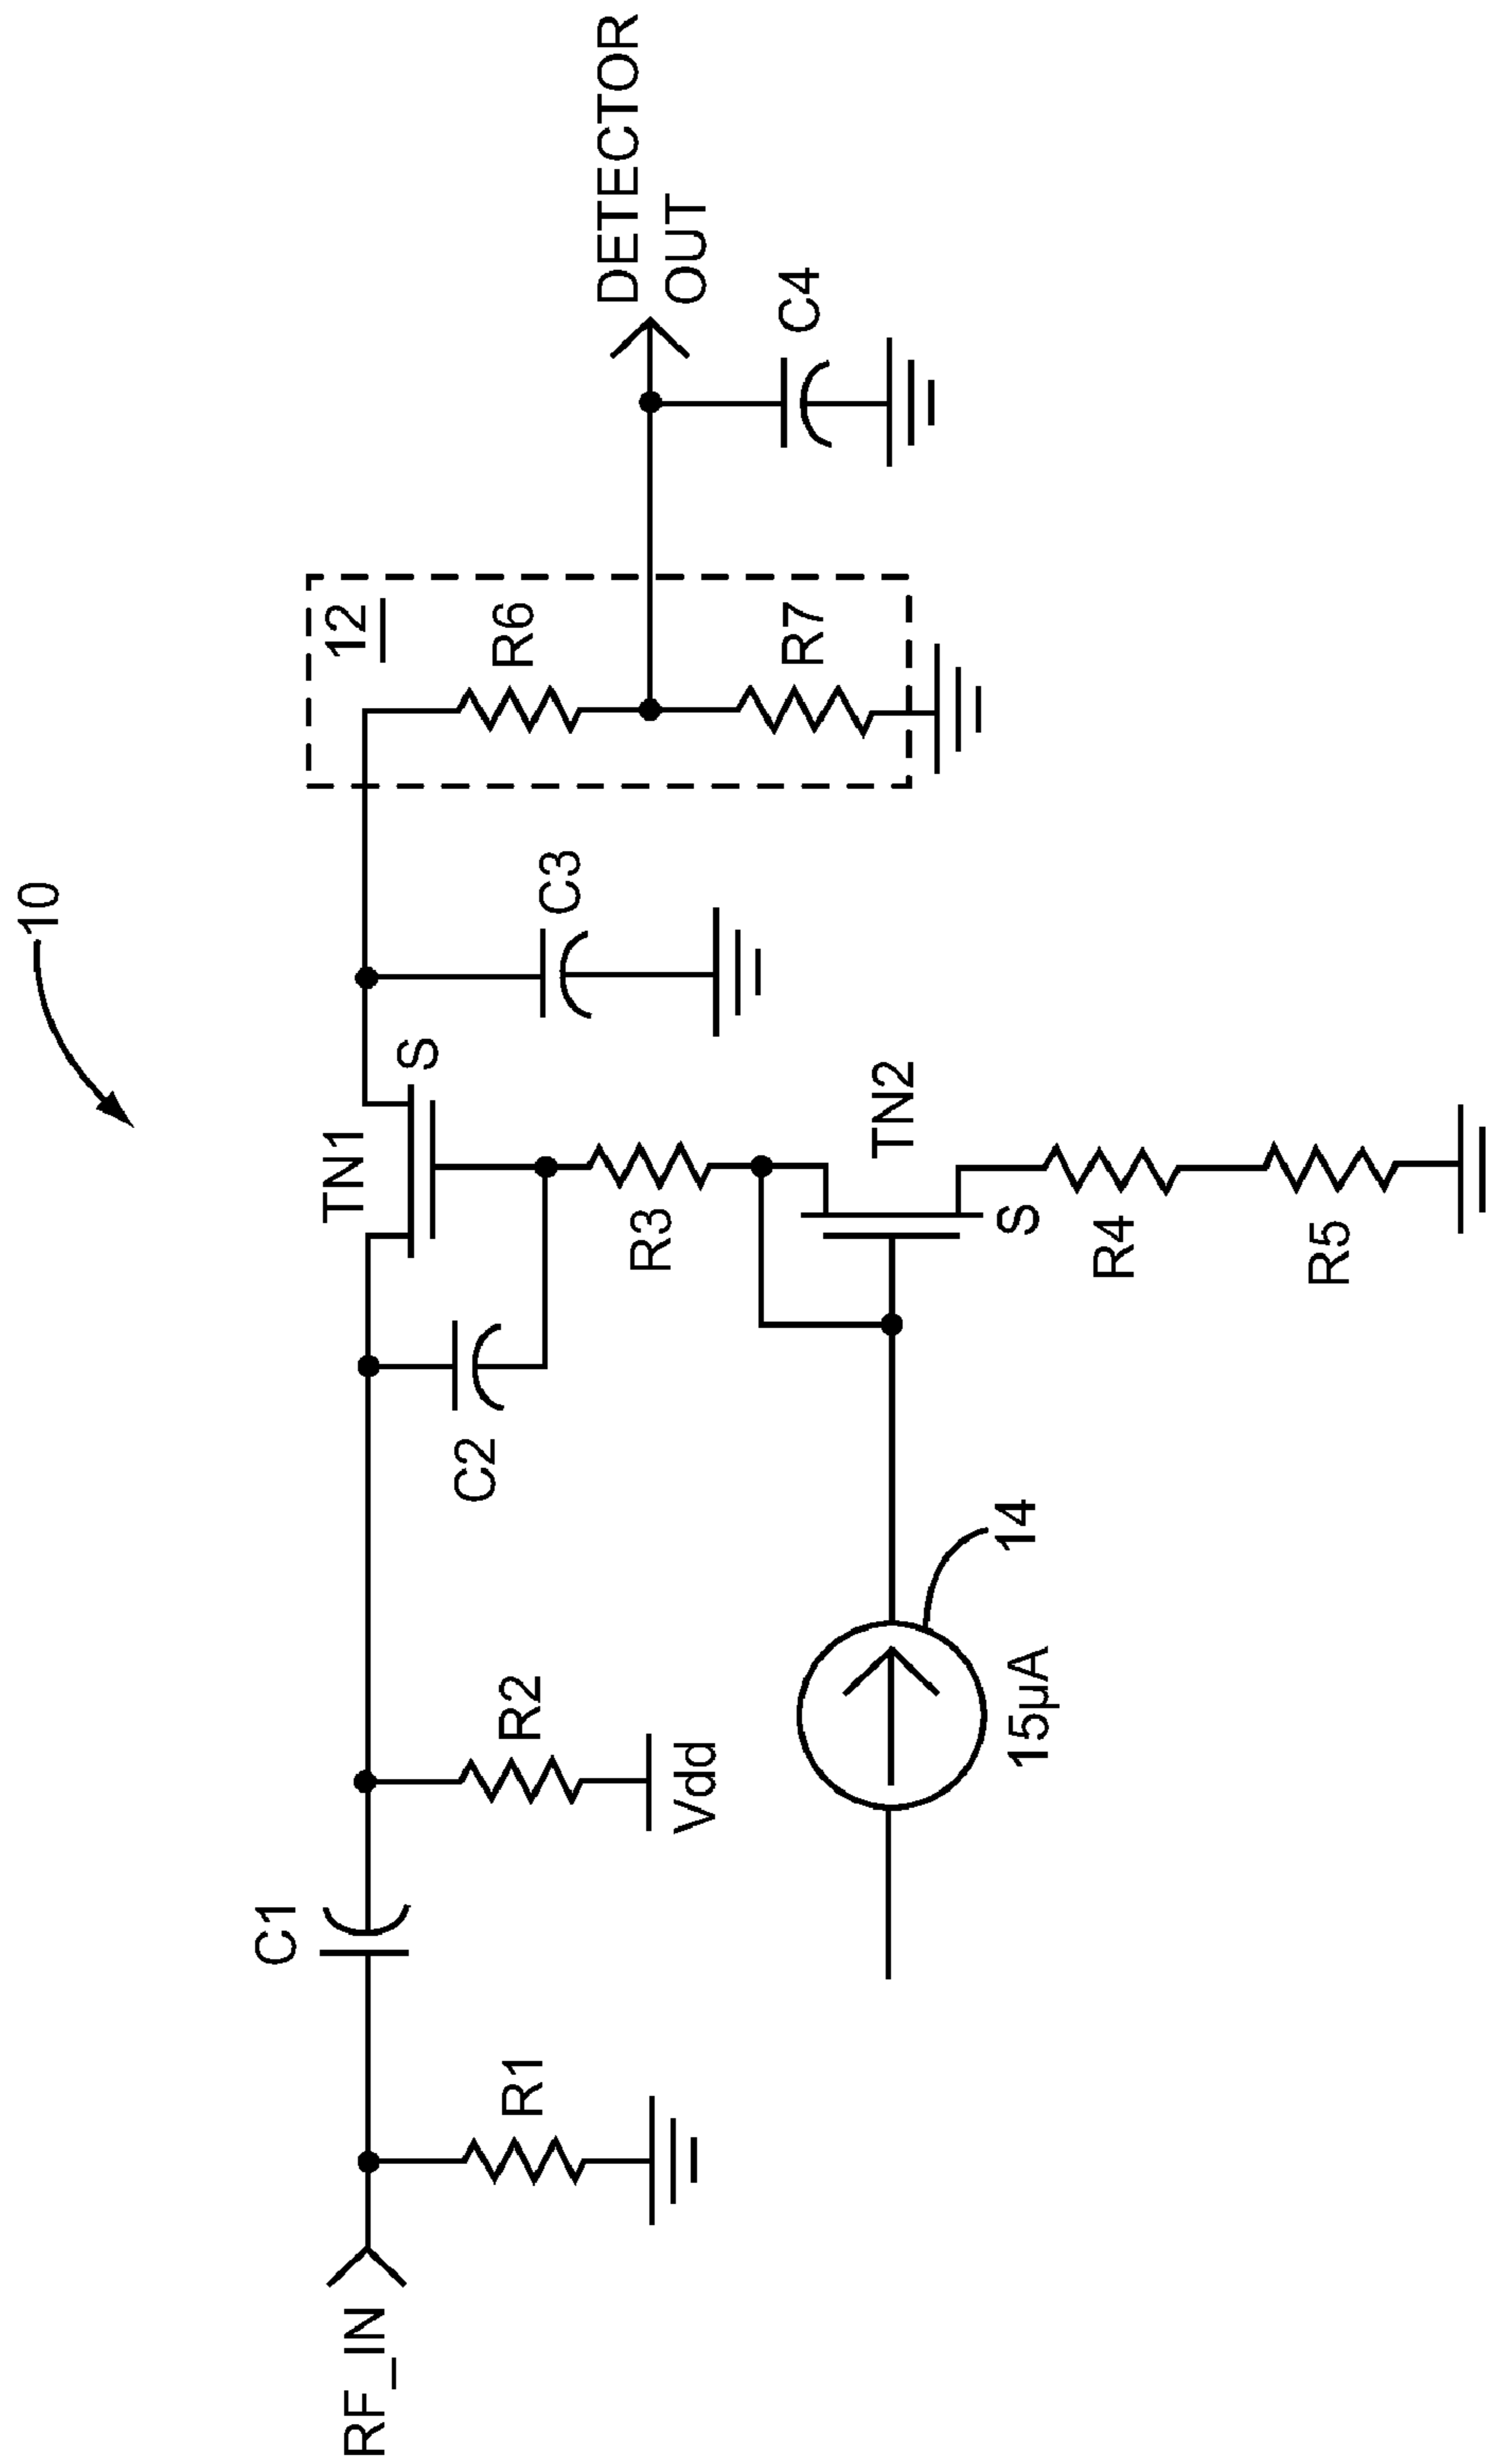 10
RF_IN
R1
C1
R2
Vdd
C2
TN1
S
C3
12
R6
R7
DETECTOR
OUT
C4
R3
TN2
S
R4
R5
14
15µA